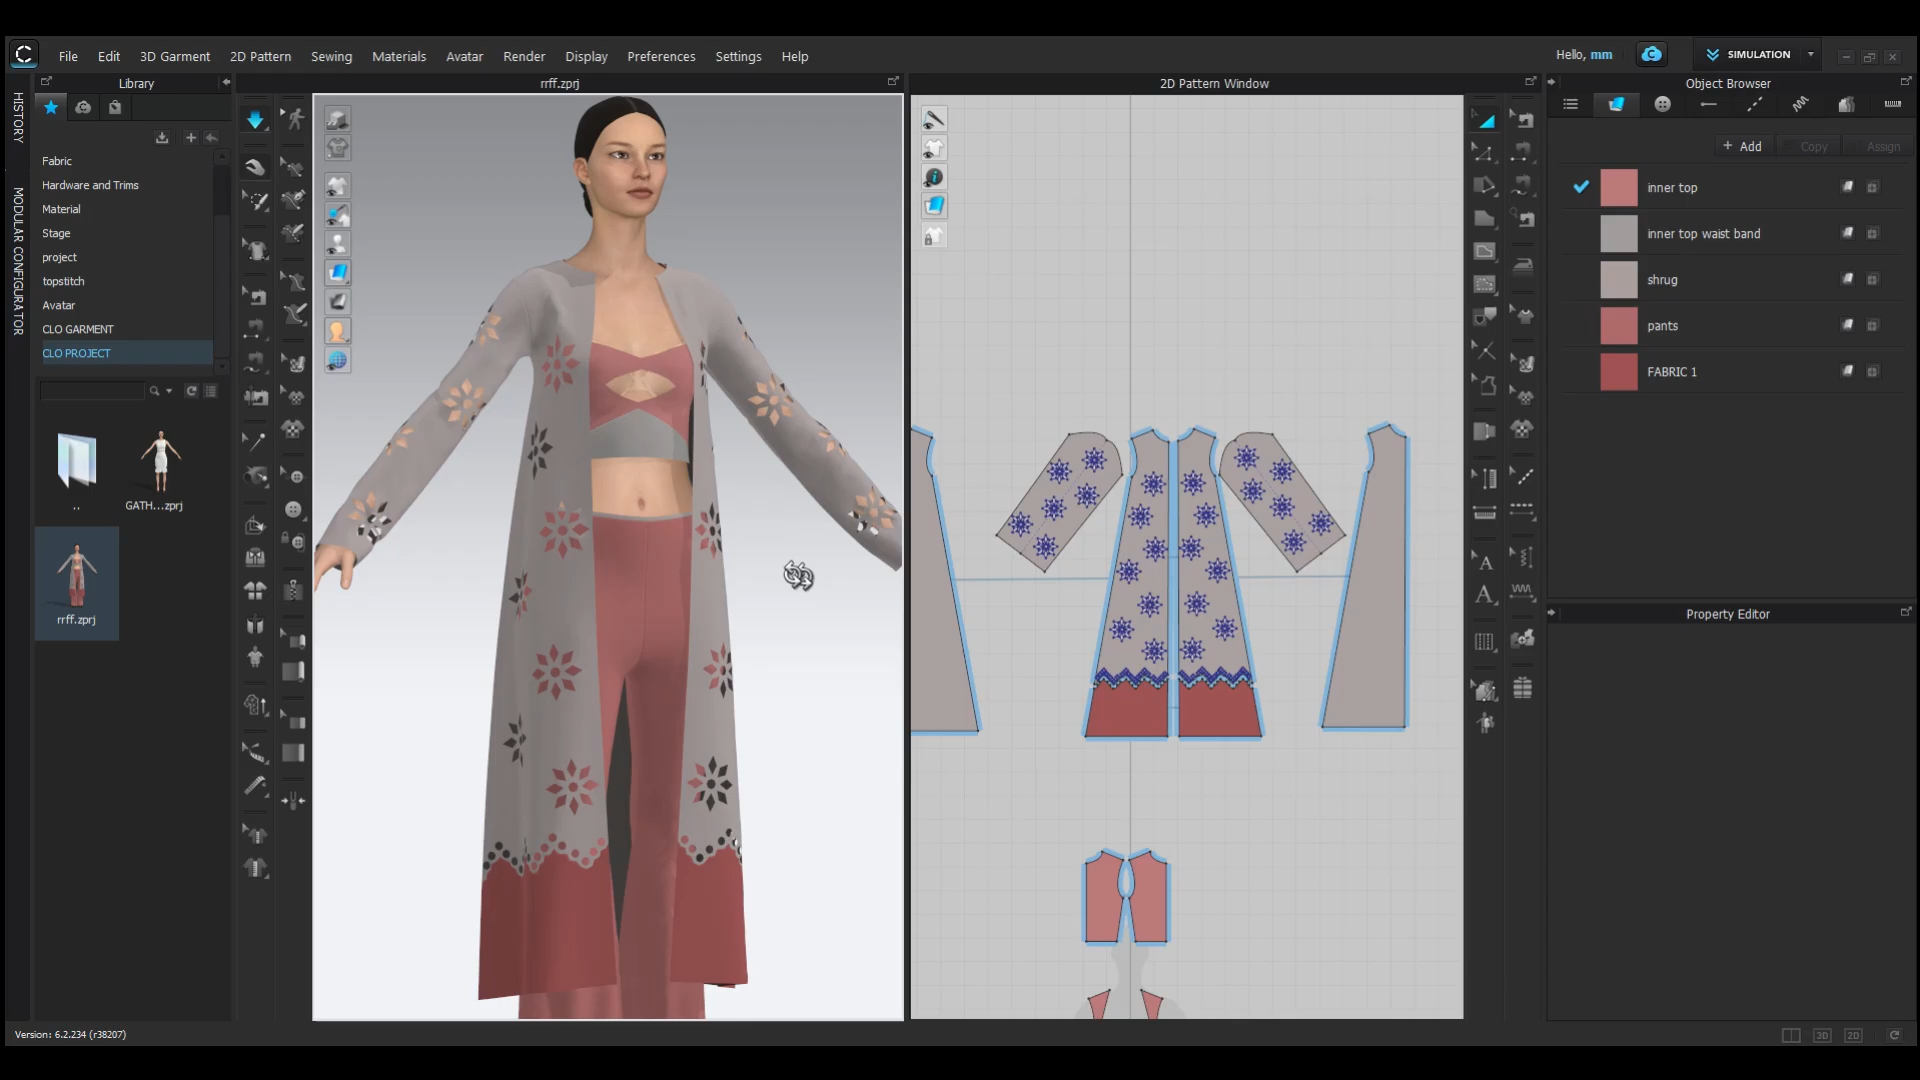 File Edit 3D Garment 2D Pattern Sewing Materials Avatar Render Display Preferences Settings Help
Hello, mm
SIMULATION
HISTORY
MODULAR CONFIGURATOR
Library
Fabric
Hardware and Trims
Material
Stage
project
topstitch
Avatar
CLO GARMENT
CLO PROJECT
..
GATH...zprj
rrff.zprj
rrff.zprj
2D Pattern Window
Object Browser
+ Add Copy Assign
inner top
inner top waist band
shrug
pants
FABRIC 1
Property Editor
Version: 6.2.234 (r38207)
3D 2D